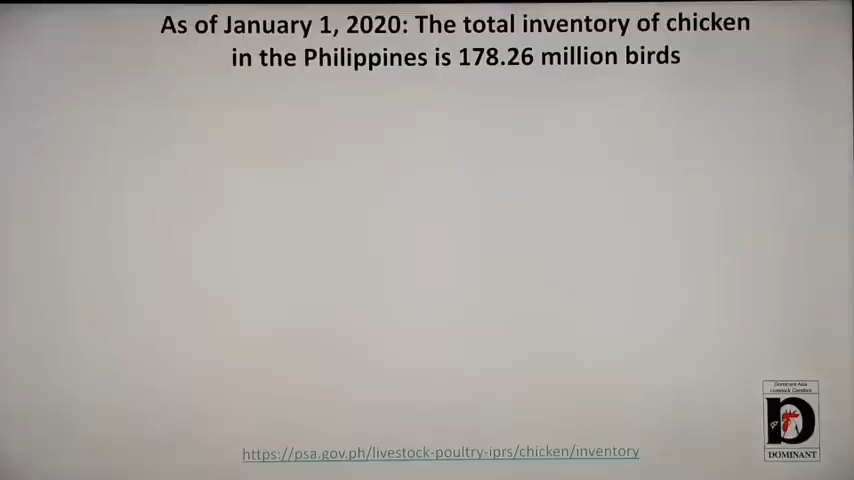 As of January 1, 2020: The total inventory of chicken
in the Philippines is 178.26 million birds
Livestock
DOMINANT
https://psa.gov.ph/livestock-poultry-iprs/chicken/inventory